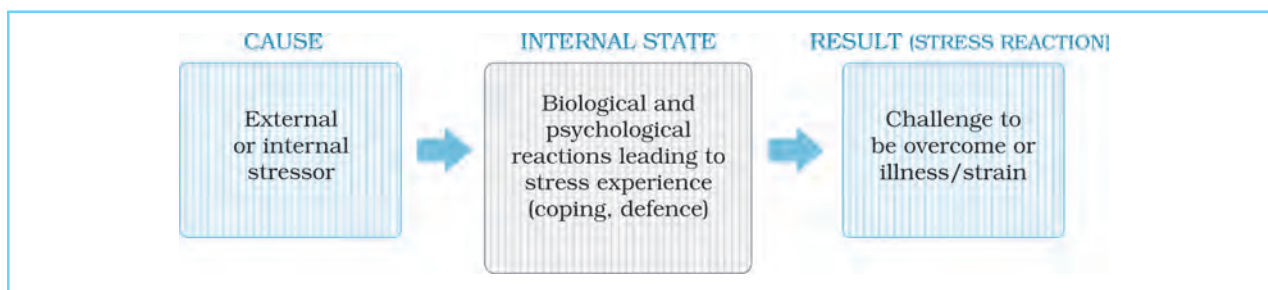 CAUSE
External
or internal
stressor
INTERNAL STATE
Biological and
psychological
reactions leading to
stress experience
(coping, defence)
RESULT (STRESS REACTION)
Challenge to
be overcome or
illness/strain